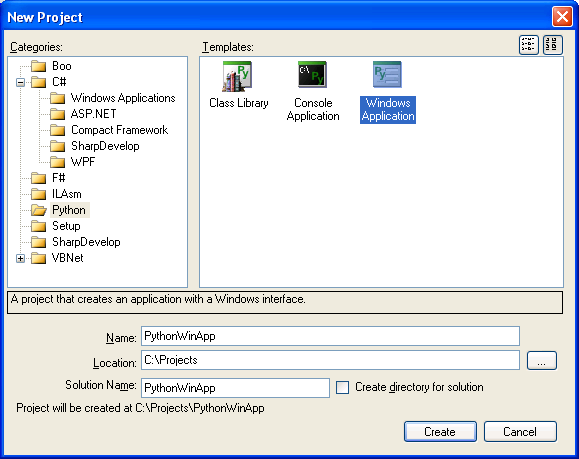 New Project
Categories:
Templates:
Boo
C#
Windows Applications
ASP.NET
Compact Framework
SharpDevelop
WPF
F#
ILAsm
Python
Setup
SharpDevelop
VBNet
Class Library
Console Application
Windows Application
A project that creates an application with a Windows interface.
Name: PythonWinApp
Location: C:\Projects ...
Solution Name: PythonWinApp Create directory for solution
Project will be created at C:\Projects\PythonWinApp
Create Cancel